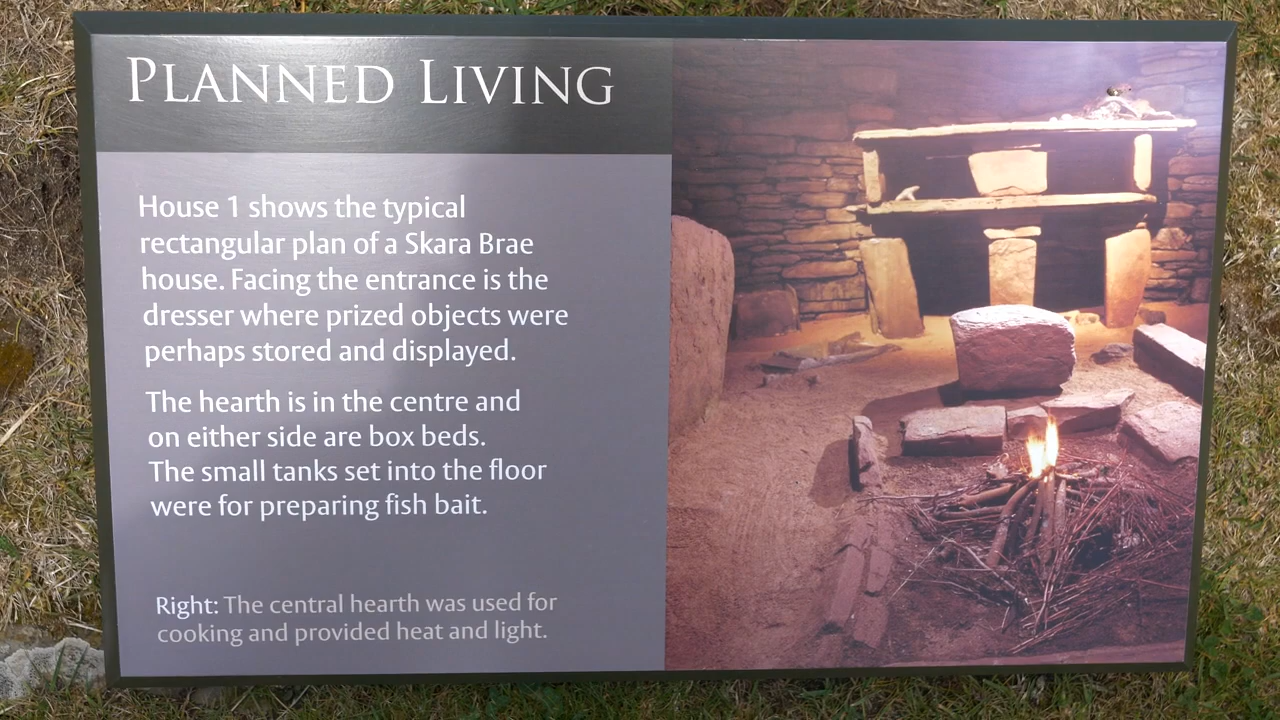 PLANNED LIVING
House 1 shows the typical
rectangular plan of a Skara Brae
house. Facing the entrance is the
dresser where prized objects were
perhaps stored and displayed.
The hearth is in the centre and
on either side are box beds.
The small tanks set into the floor
were for preparing fish bait.
Right: The central hearth was used for
cooking and provided heat and light.